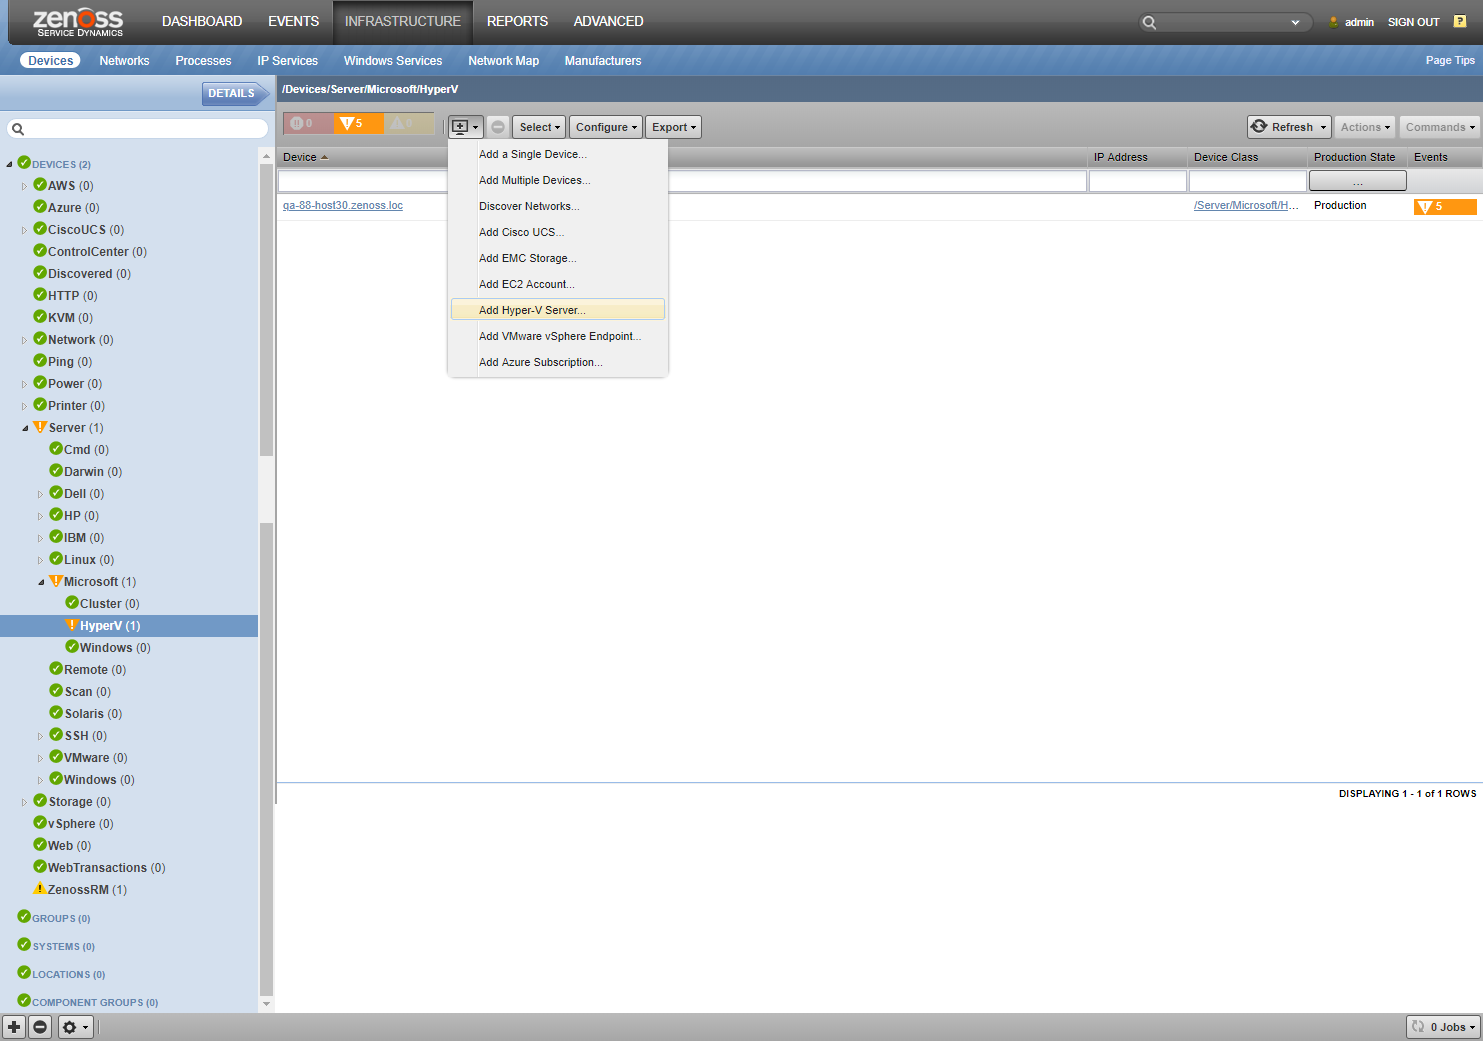 zenoss
SERVICE DYNAMICS
DASHBOARD
EVENTS
INFRASTRUCTURE
REPORTS
ADVANCED
admin
SIGN OUT
?
Devices
Networks
Processes
IP Services
Windows Services
Network Map
Manufacturers
Page Tips
DETAILS
/Devices/Server/Microsoft/HyperV
0
5
0
Select
Configure
Export
Refresh
Actions
Commands
Device
IP Address
Device Class
Production State
Events
...
qa-88-host30.zenoss.loc
/Server/Microsoft/H...
Production
5
Add a Single Device...
Add Multiple Devices...
Discover Networks...
Add Cisco UCS...
Add EMC Storage...
Add EC2 Account...
Add Hyper-V Server...
Add VMware vSphere Endpoint...
Add Azure Subscription...
DEVICES (2)
AWS (0)
Azure (0)
CiscoUCS (0)
ControlCenter (0)
Discovered (0)
HTTP (0)
KVM (0)
Network (0)
Ping (0)
Power (0)
Printer (0)
Server (1)
Cmd (0)
Darwin (0)
Dell (0)
HP (0)
IBM (0)
Linux (0)
Microsoft (1)
Cluster (0)
HyperV (1)
Windows (0)
Remote (0)
Scan (0)
Solaris (0)
SSH (0)
VMware (0)
Windows (0)
Storage (0)
vSphere (0)
Web (0)
WebTransactions (0)
ZenossRM (1)
GROUPS (0)
SYSTEMS (0)
LOCATIONS (0)
COMPONENT GROUPS (0)
DISPLAYING 1 - 1 of 1 ROWS
0 Jobs